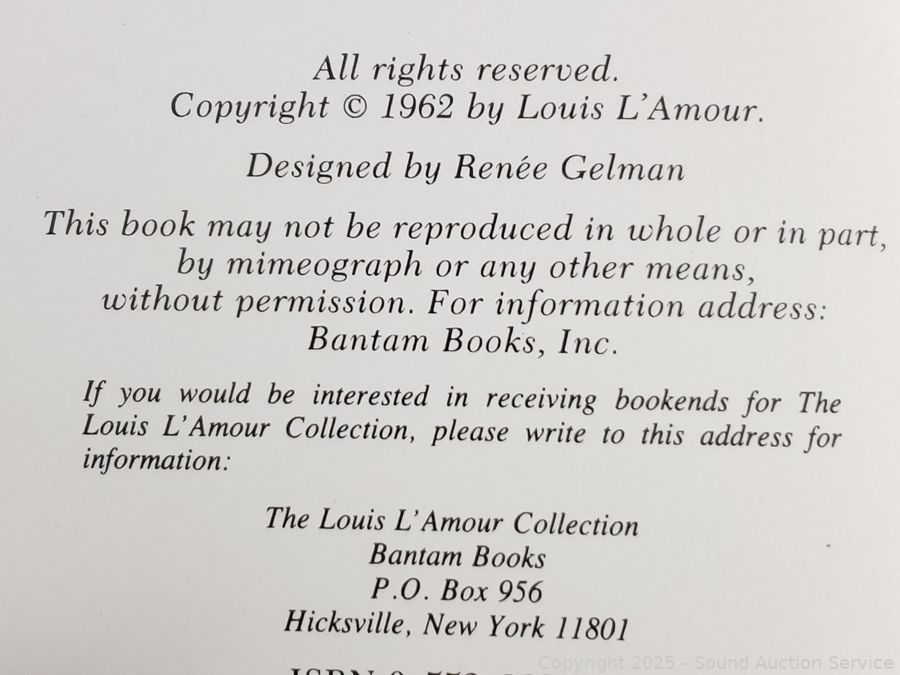 All rights reserved.
Copyright © 1962 by Louis L'Amour.
Designed by Renée Gelman
This book may not be reproduced in whole or in part,
by mimeograph or any other means,
without permission. For information address:
Bantam Books, Inc.
If you would be interested in receiving bookends for The
Louis L'Amour Collection, please write to this address for
information:
The Louis L'Amour Collection
Bantam Books
P.O. Box 956
Hicksville, New York 11801
ISBN
Copyright 2025 - Sound Auction Service